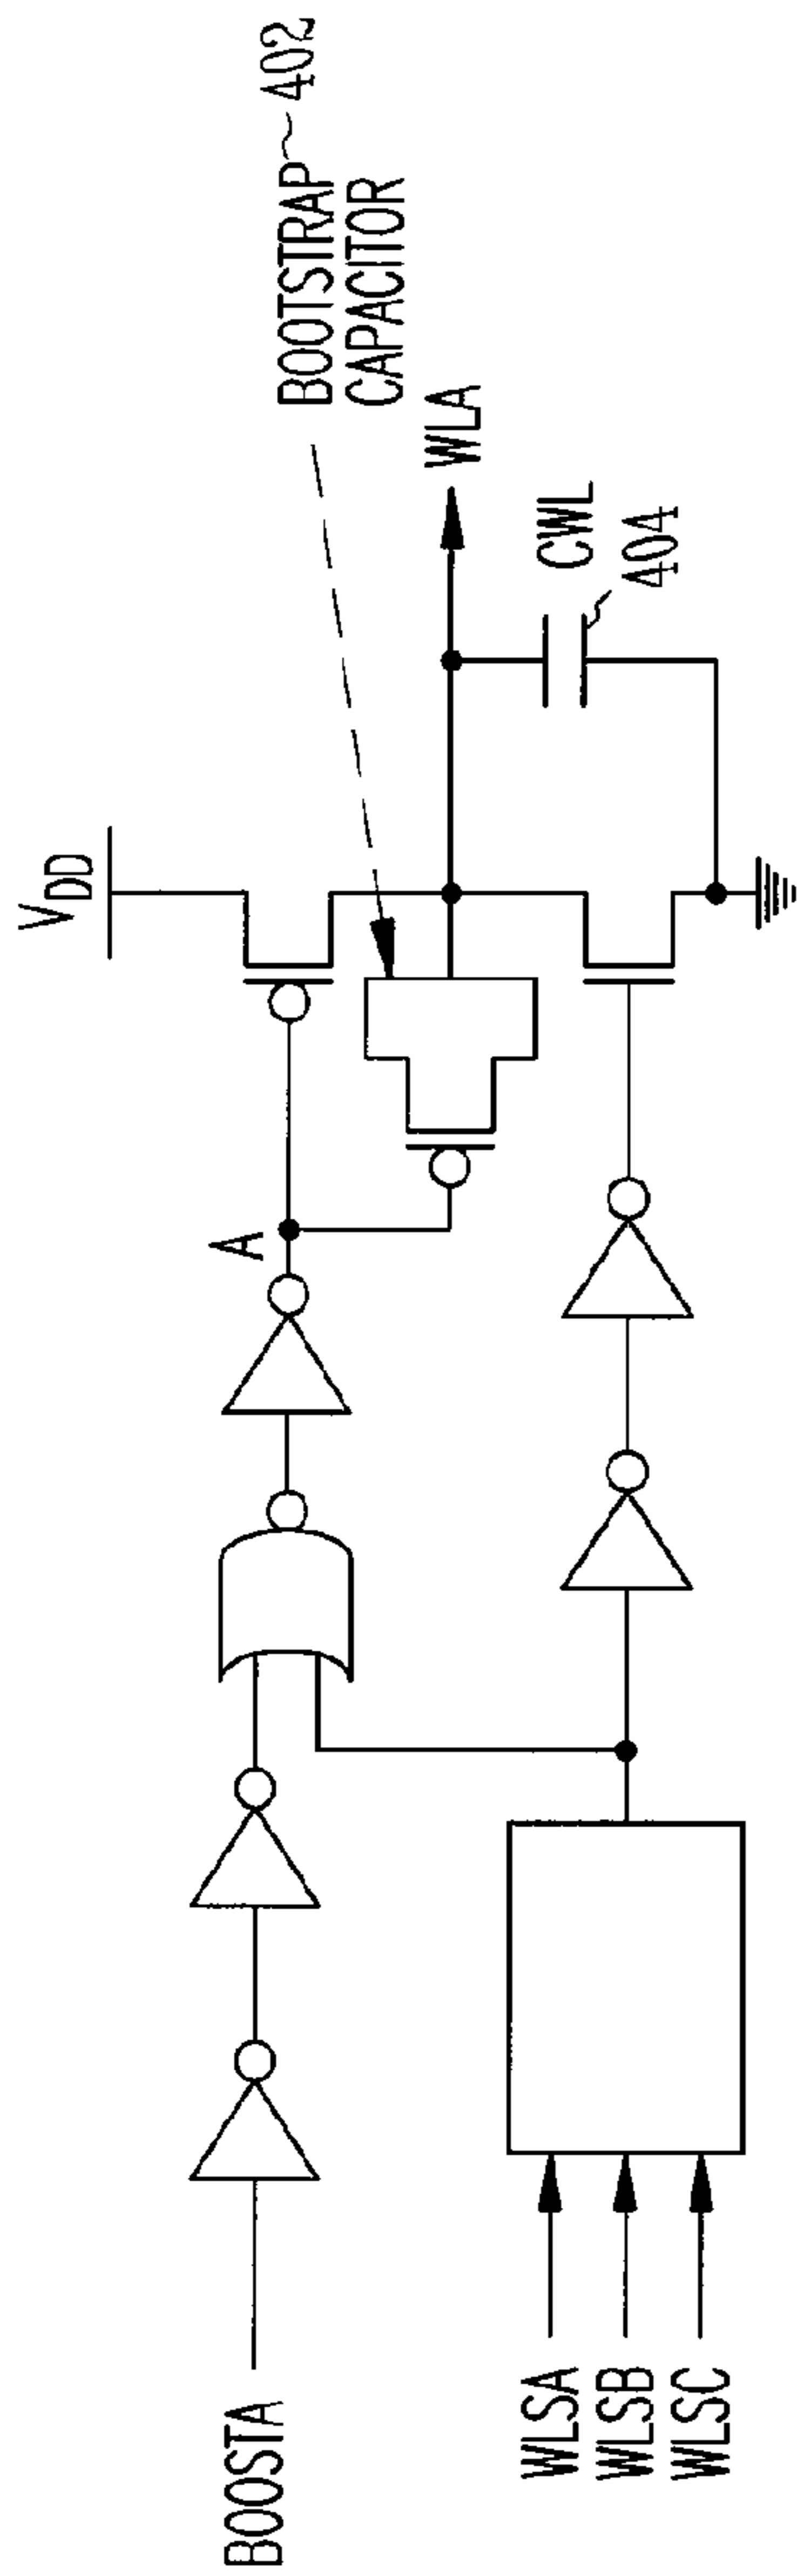 BOOTSTRAP 402
CAPACITOR
V_DD
A
WLA
CWL
404
BOOSTA
WLSA
WLSB
WLSC